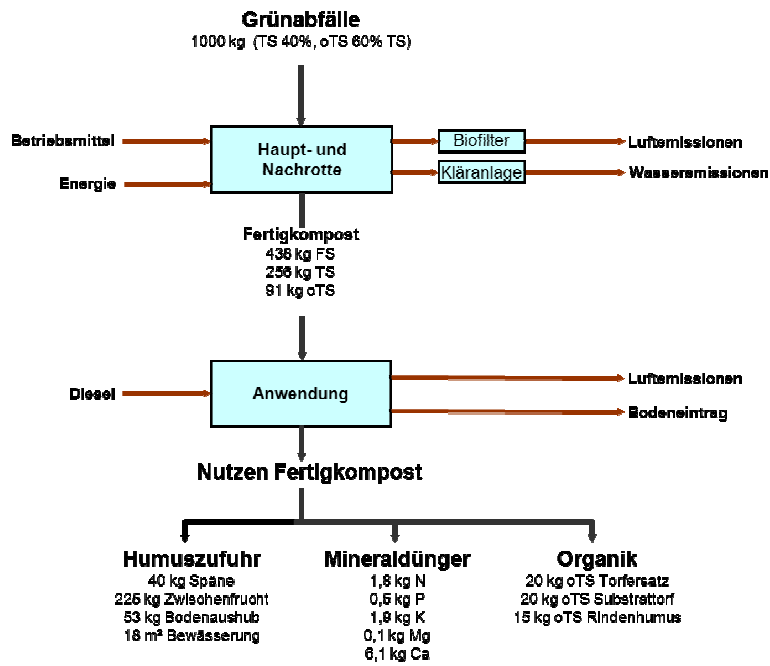 Grünabfälle
1000 kg (TS 40%, oTS 60% TS)
Betriebsmittel
Energie
Haupt- und
Nachrotte
Biofilter
Kläranlage
Luftemissionen
Wasseremissionen
Fertigkompost
438 kg FS
256 kg TS
91 kg oTS
Diesel
Anwendung
Luftemissionen
Bodeneintrag
Nutzen Fertigkompost
Humuszufuhr
40 kg Späne
225 kg Zwischenfrucht
53 kg Bodenaushub
18 m² Bewässerung
Mineraldünger
1,8 kg N
0,5 kg P
1,9 kg K
0,1 kg Mg
6,1 kg Ca
Organik
20 kg oTS Torfersatz
20 kg oTS Substrattorf
15 kg oTS Rindenhumus